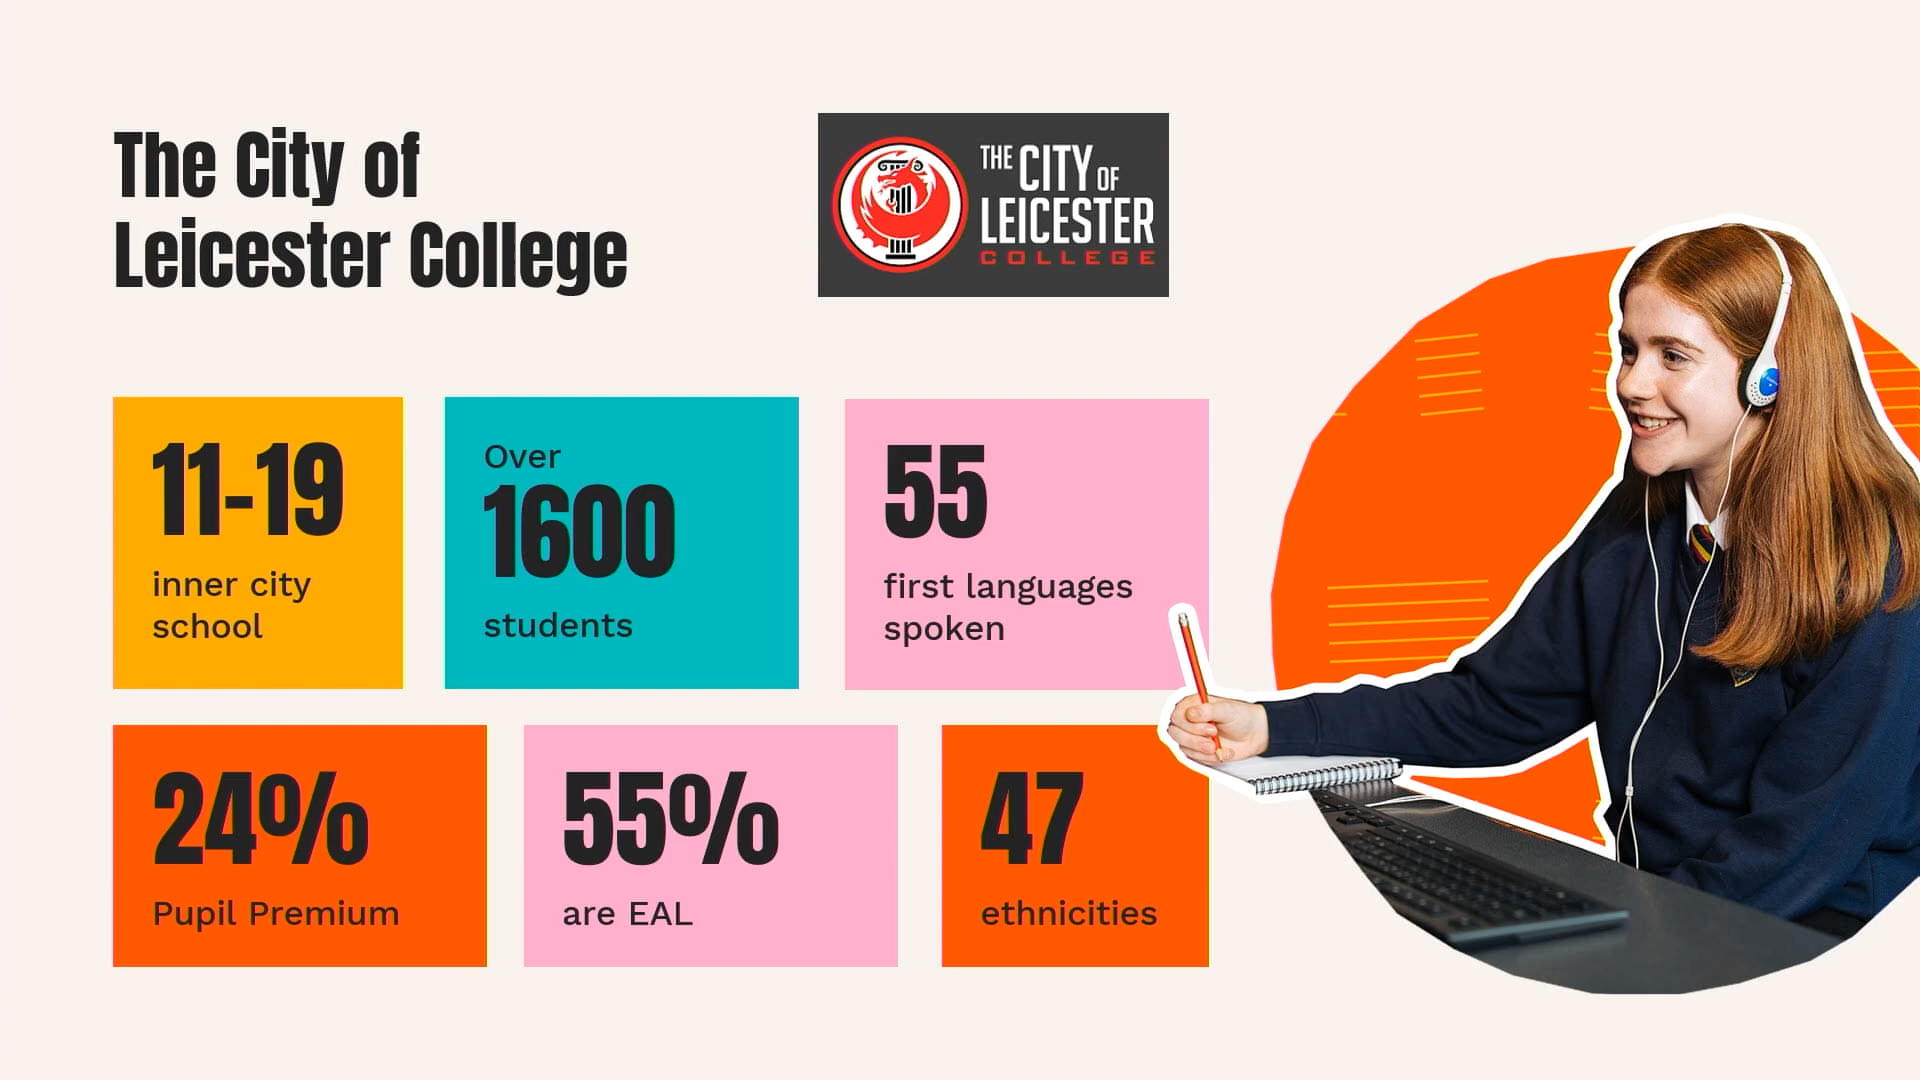 The City of
Leicester College
THE CITY OF
LEICESTER
COLLEGE
11-19
inner city
school
Over
1600
students
55
first languages
spoken
24%
Pupil Premium
55%
are EAL
47
ethnicities